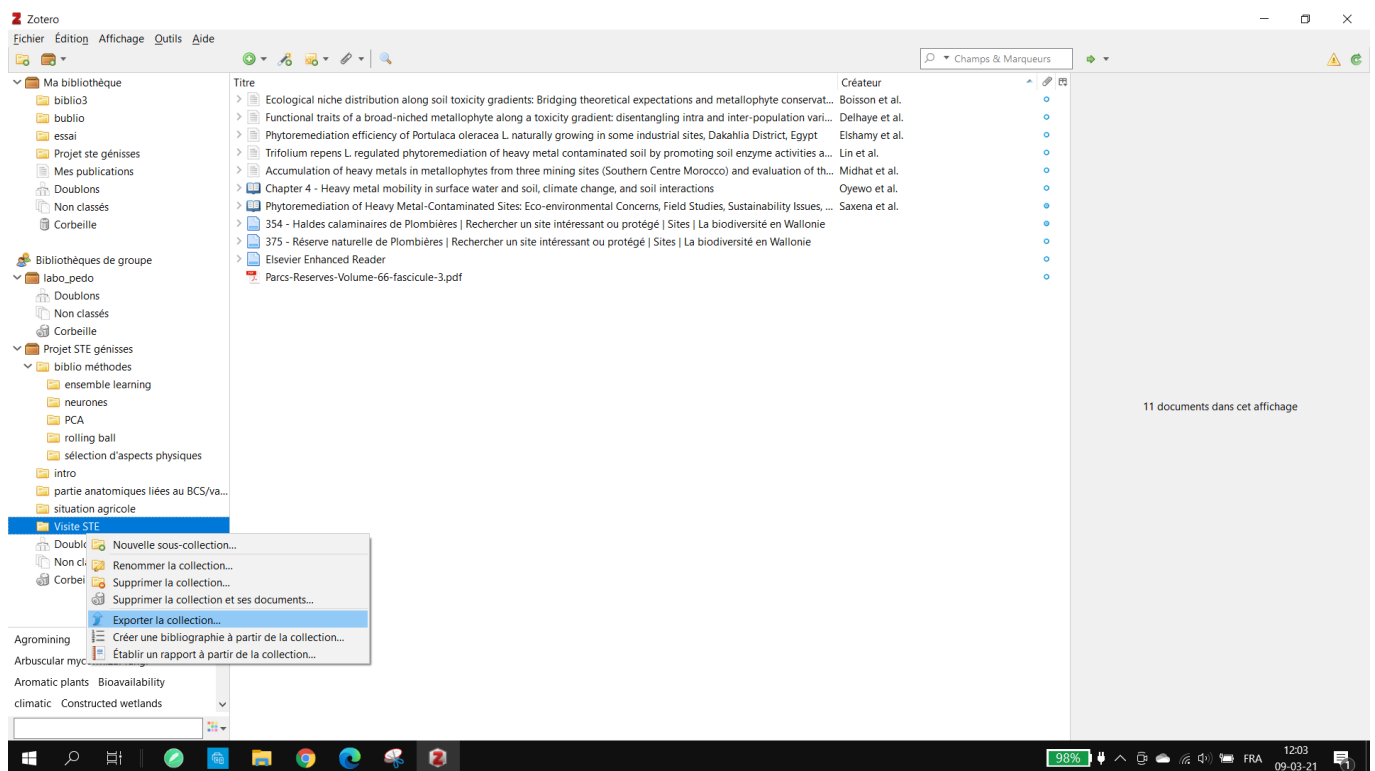 Zotero
Fichier Édition Affichage Outils Aide
Champs & Marqueurs
Ma bibliothèque
biblio3
bublio
essai
Projet ste génisses
Mes publications
Doublons
Non classés
Corbeille
Bibliothèques de groupe
labo_pedo
Doublons
Non classés
Corbeille
Projet STE génisses
biblio méthodes
ensemble learning
neurones
PCA
rolling ball
sélection d'aspects physiques
intro
partie anatomiques liées au BCS/va...
situation agricole
Visite STE
Doublo
Non cl
Corbei
Titre Créateur
Ecological niche distribution along soil toxicity gradients: Bridging theoretical expectations and metallophyte conservat... Boisson et al.
Functional traits of a broad-niched metallophyte along a toxicity gradient: disentangling intra and inter-population vari... Delhaye et al.
Phytoremediation efficiency of Portulaca oleracea L. naturally growing in some industrial sites, Dakahlia District, Egypt Elshamy et al.
Trifolium repens L. regulated phytoremediation of heavy metal contaminated soil by promoting soil enzyme activities a... Lin et al.
Accumulation of heavy metals in metallophytes from three mining sites (Southern Centre Morocco) and evaluation of th... Midhat et al.
Chapter 4 - Heavy metal mobility in surface water and soil, climate change, and soil interactions Oyewo et al.
Phytoremediation of Heavy Metal-Contaminated Sites: Eco-environmental Concerns, Field Studies, Sustainability Issues, ... Saxena et al.
354 - Haldes calaminaires de Plombières | Rechercher un site intéressant ou protégé | Sites | La biodiversité en Wallonie
375 - Réserve naturelle de Plombières | Rechercher un site intéressant ou protégé | Sites | La biodiversité en Wallonie
Elsevier Enhanced Reader
Parcs-Reserves-Volume-66-fascicule-3.pdf
11 documents dans cet affichage
Nouvelle sous-collection...
Renommer la collection...
Supprimer la collection...
Supprimer la collection et ses documents...
Exporter la collection...
Créer une bibliographie à partir de la collection...
Établir un rapport à partir de la collection...
Agromining
Arbuscular myc
Aromatic plants Bioavailability
climatic Constructed wetlands
98% FRA 12:03
09-03-21
1